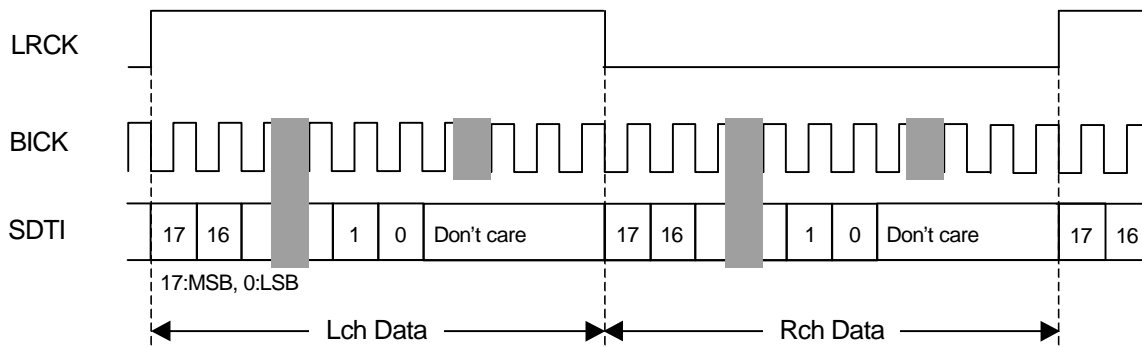 LRCK
BICK
SDTI
17 16 1 0 Don't care 17 16 1 0 Don't care 17 16
17:MSB, 0:LSB
Lch Data Rch Data